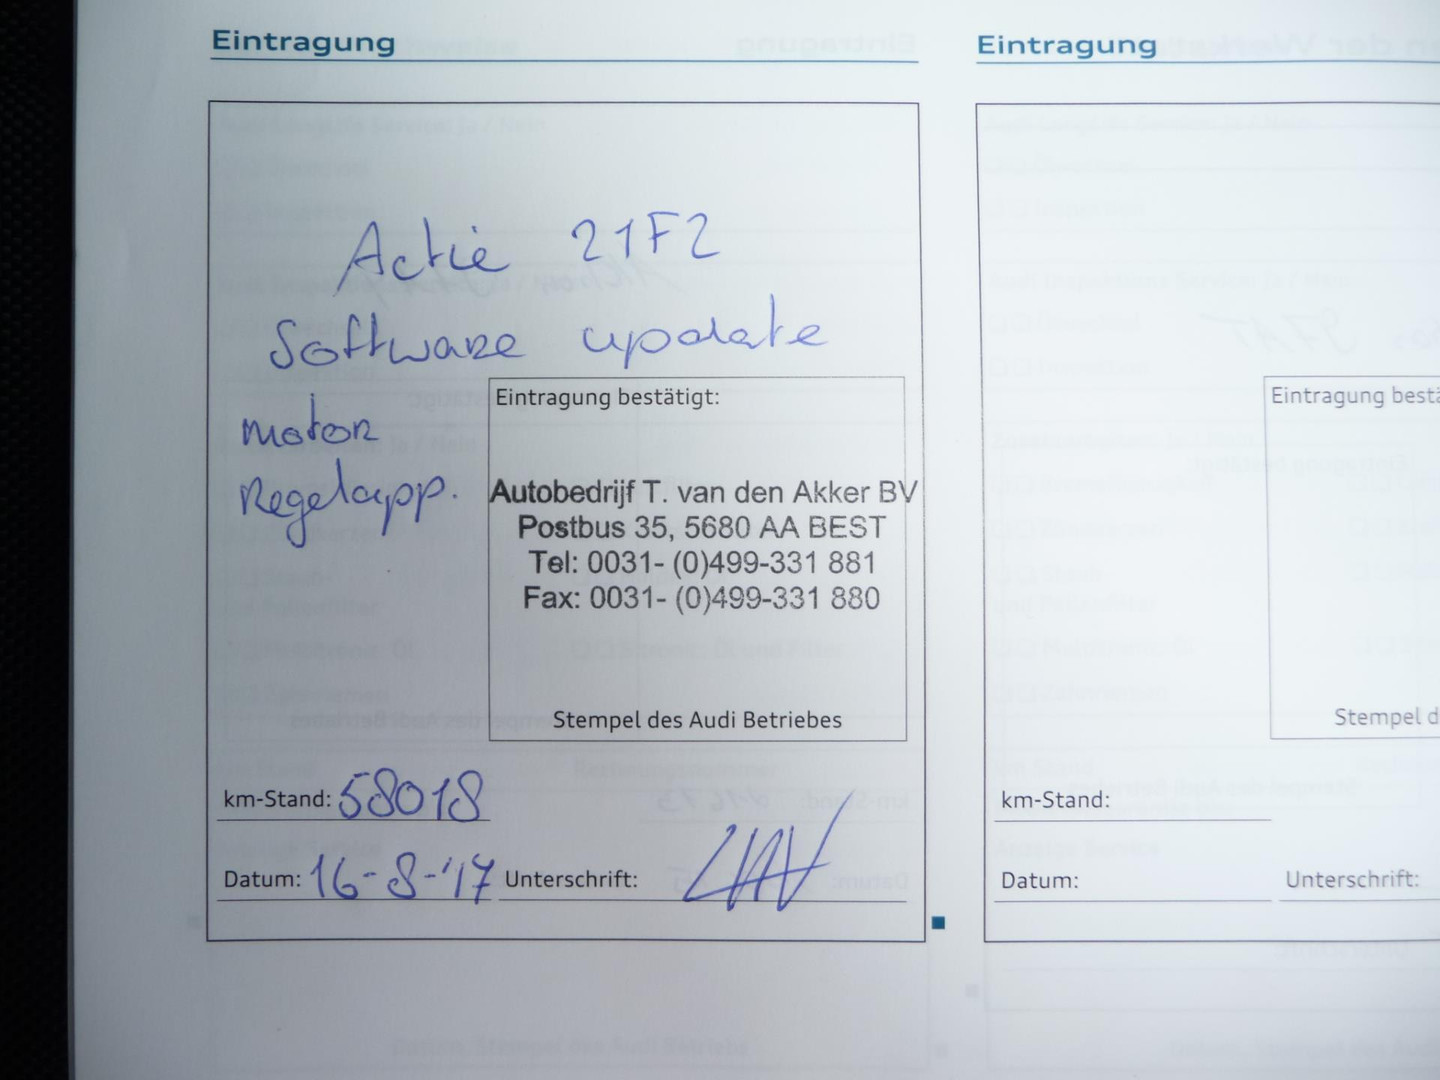 Eintragung
Actie 21F2
Software update
motor
Regelapp.
Eintragung bestätigt:
Autobedrijf T. van den Akker BV
Postbus 35, 5680 AA BEST
Tel: 0031- (0)499-331 881
Fax: 0031- (0)499-331 880
Stempel des Audi Betriebes
km-Stand: 58018
Datum: 16-8-'17 Unterschrift:
Eintragung
Eintragung bestä
Stempel d
km-Stand:
Datum: Unterschrift: